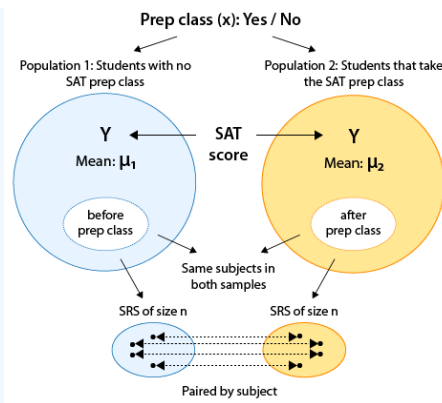 Prep class (x): Yes / No
Population 1: Students with no
SAT prep class
Population 2: Students that take
the SAT prep class
Y
SAT
score
Y
Mean: μ₁
Mean: μ₂
before
prep class
after
prep class
Same subjects in
both samples
SRS of size n
SRS of size n
Paired by subject